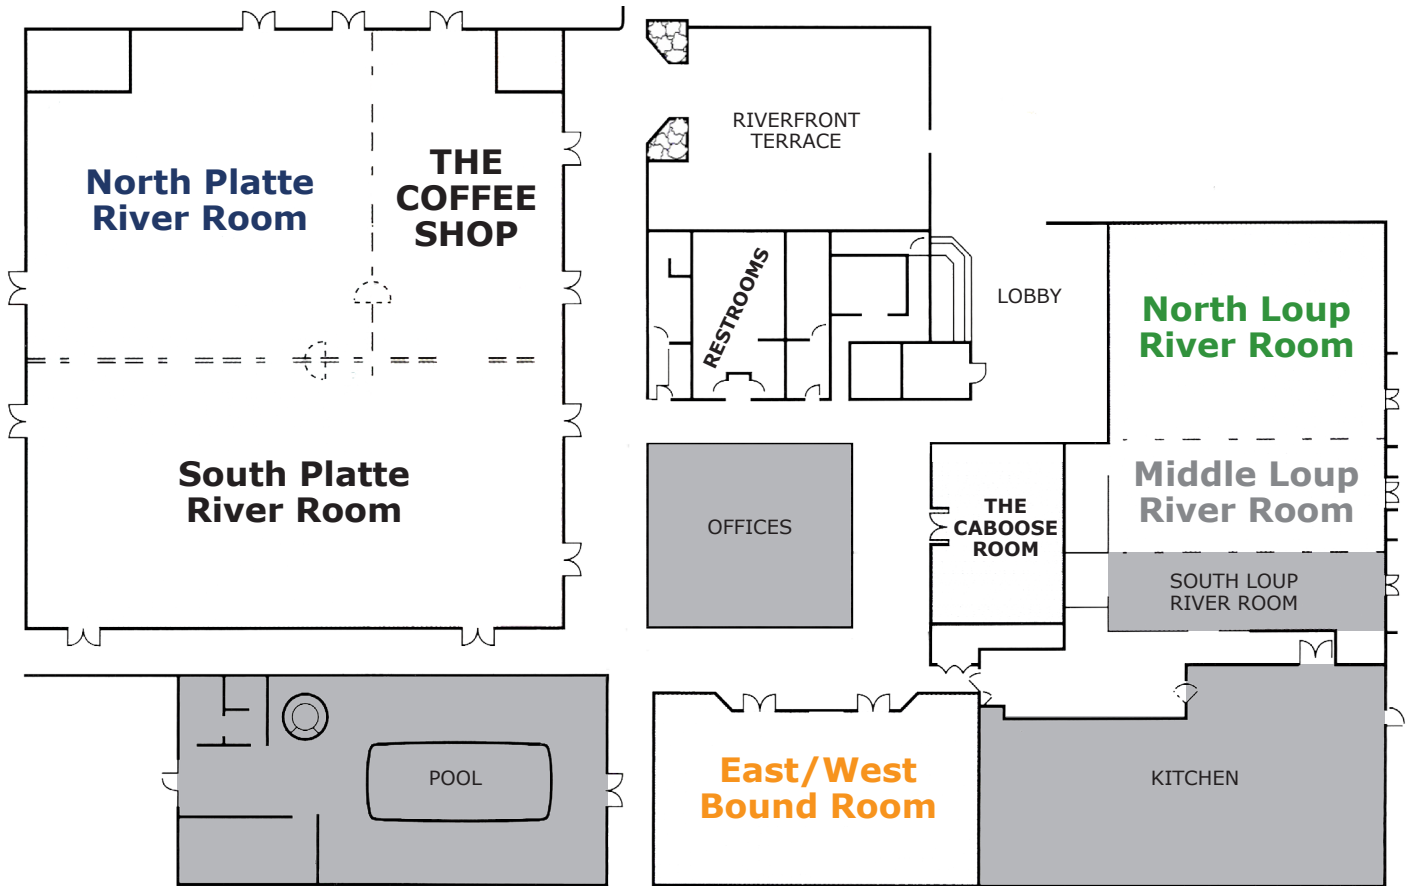 RIVERFRONT
TERRACE
North Platte
River Room
THE
COFFEE
SHOP
RESTROOMS
LOBBY
North Loup
River Room
South Platte
River Room
OFFICES
THE
CABOOSE
ROOM
Middle Loup
River Room
SOUTH LOUP
RIVER ROOM
POOL
East/West
Bound Room
KITCHEN